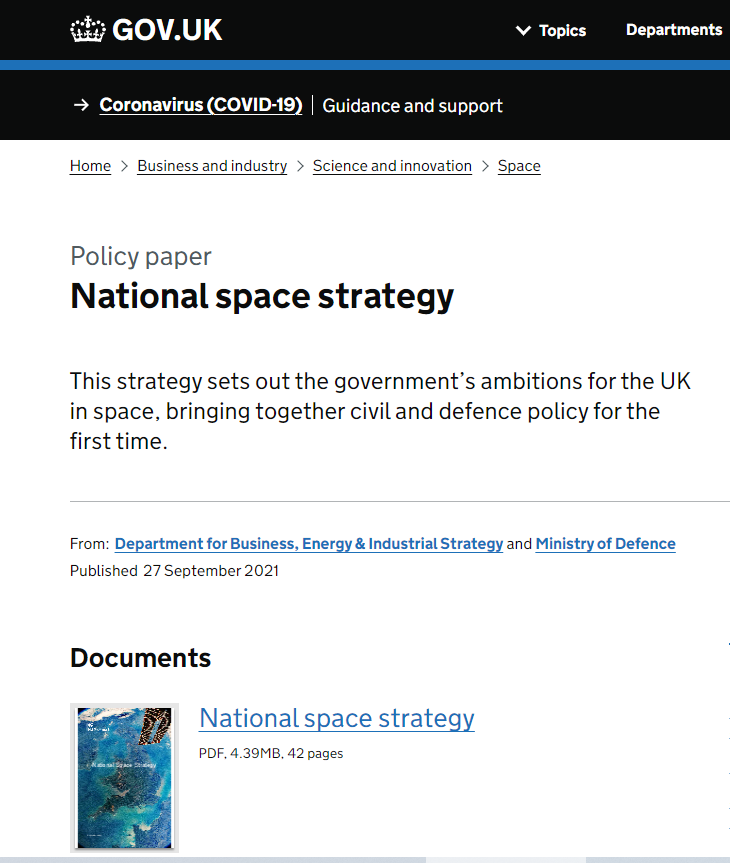 GOV.UK
Topics
Departments
→ Coronavirus (COVID-19) | Guidance and support
Home > Business and industry > Science and innovation > Space
Policy paper
National space strategy
This strategy sets out the government’s ambitions for the UK
in space, bringing together civil and defence policy for the
first time.
From: Department for Business, Energy & Industrial Strategy and Ministry of Defence
Published 27 September 2021
Documents
National Space Strategy
National space strategy
PDF, 4.39MB, 42 pages